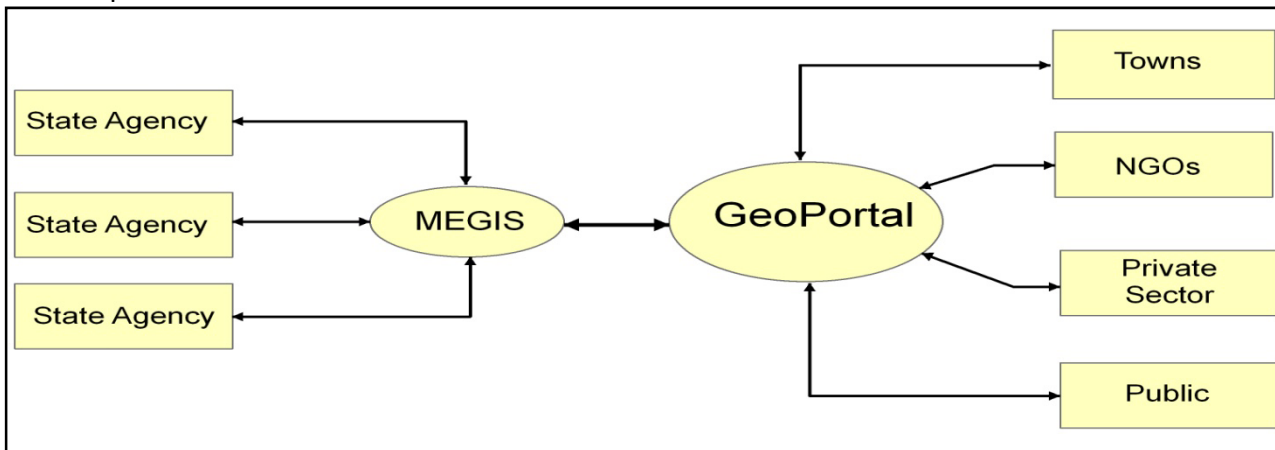 State Agency
State Agency
State Agency
MEGIS
GeoPortal
Towns
NGOs
Private
Sector
Public